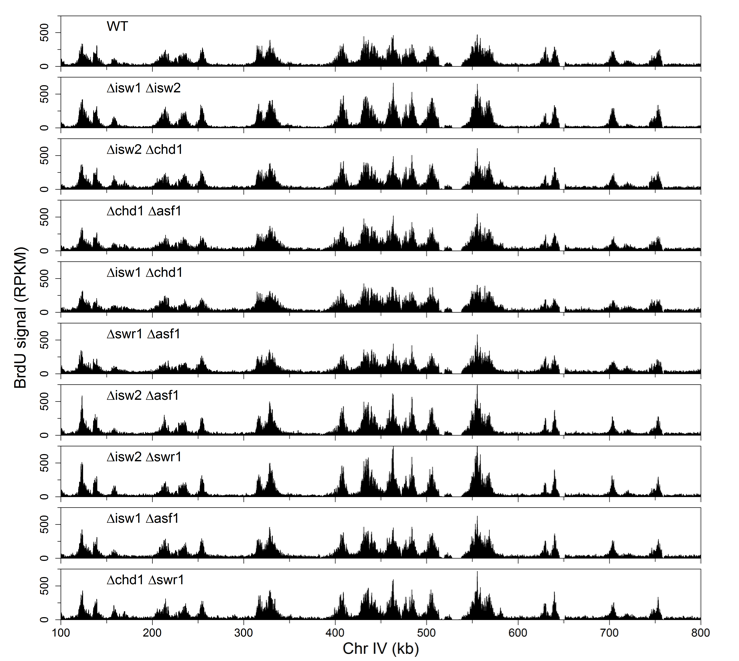 WT
500
0
Δisw1 Δisw2
500
0
Δisw2 Δchd1
500
0
Δchd1 Δasf1
500
0
Δisw1 Δchd1
500
0
Δswr1 Δasf1
500
0
Δisw2 Δasf1
500
0
Δisw2 Δswr1
500
0
Δisw1 Δasf1
500
0
Δchd1 Δswr1
500
0
BrdU signal (RPKM)
100 200 300 400 500 600 700 800
Chr IV (kb)